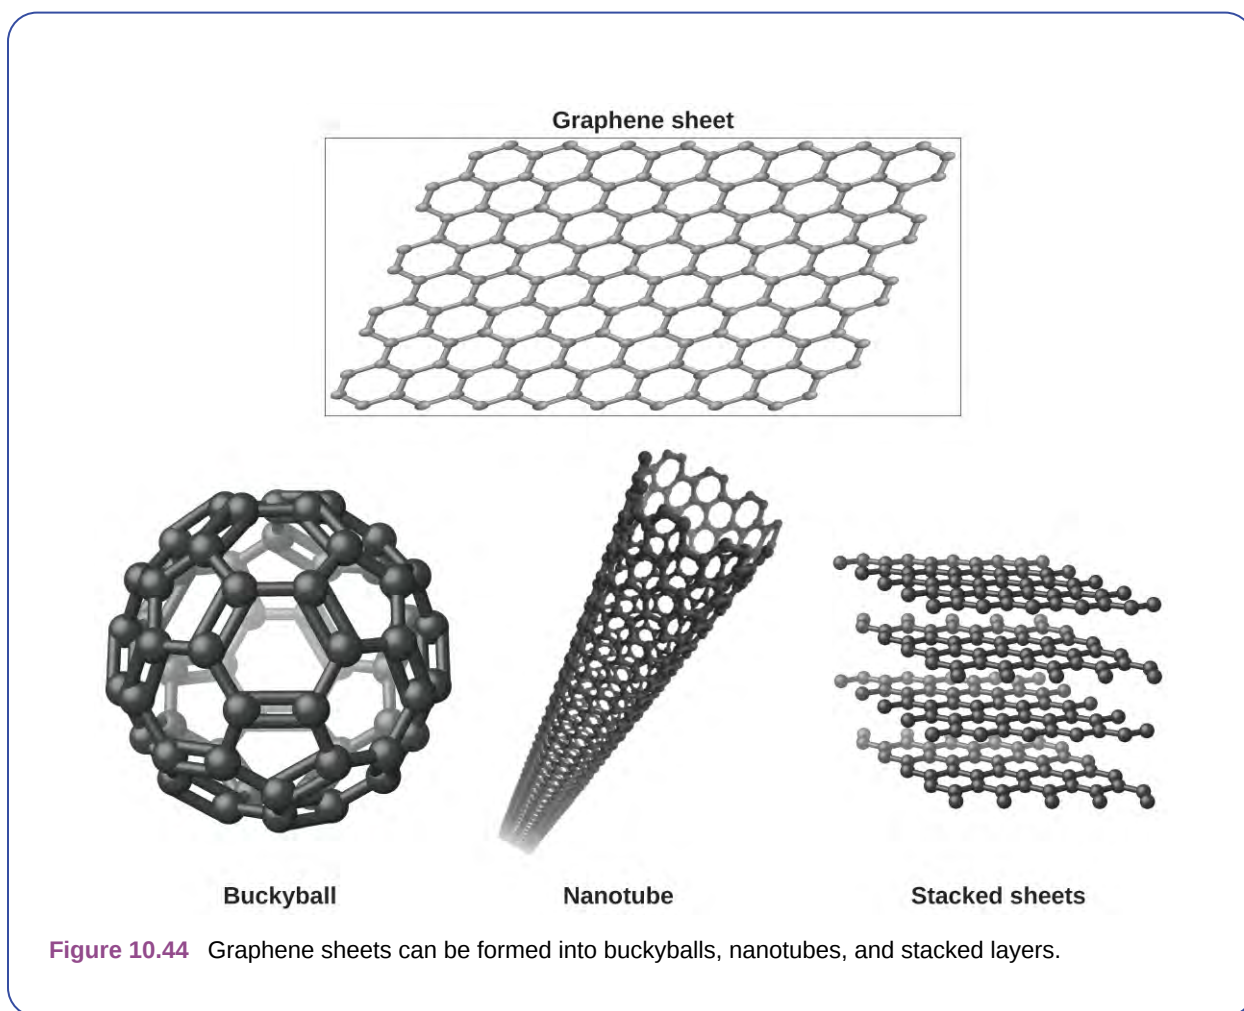 Graphene sheet
Buckyball
Nanotube
Stacked sheets
Figure 10.44 Graphene sheets can be formed into buckyballs, nanotubes, and stacked layers.